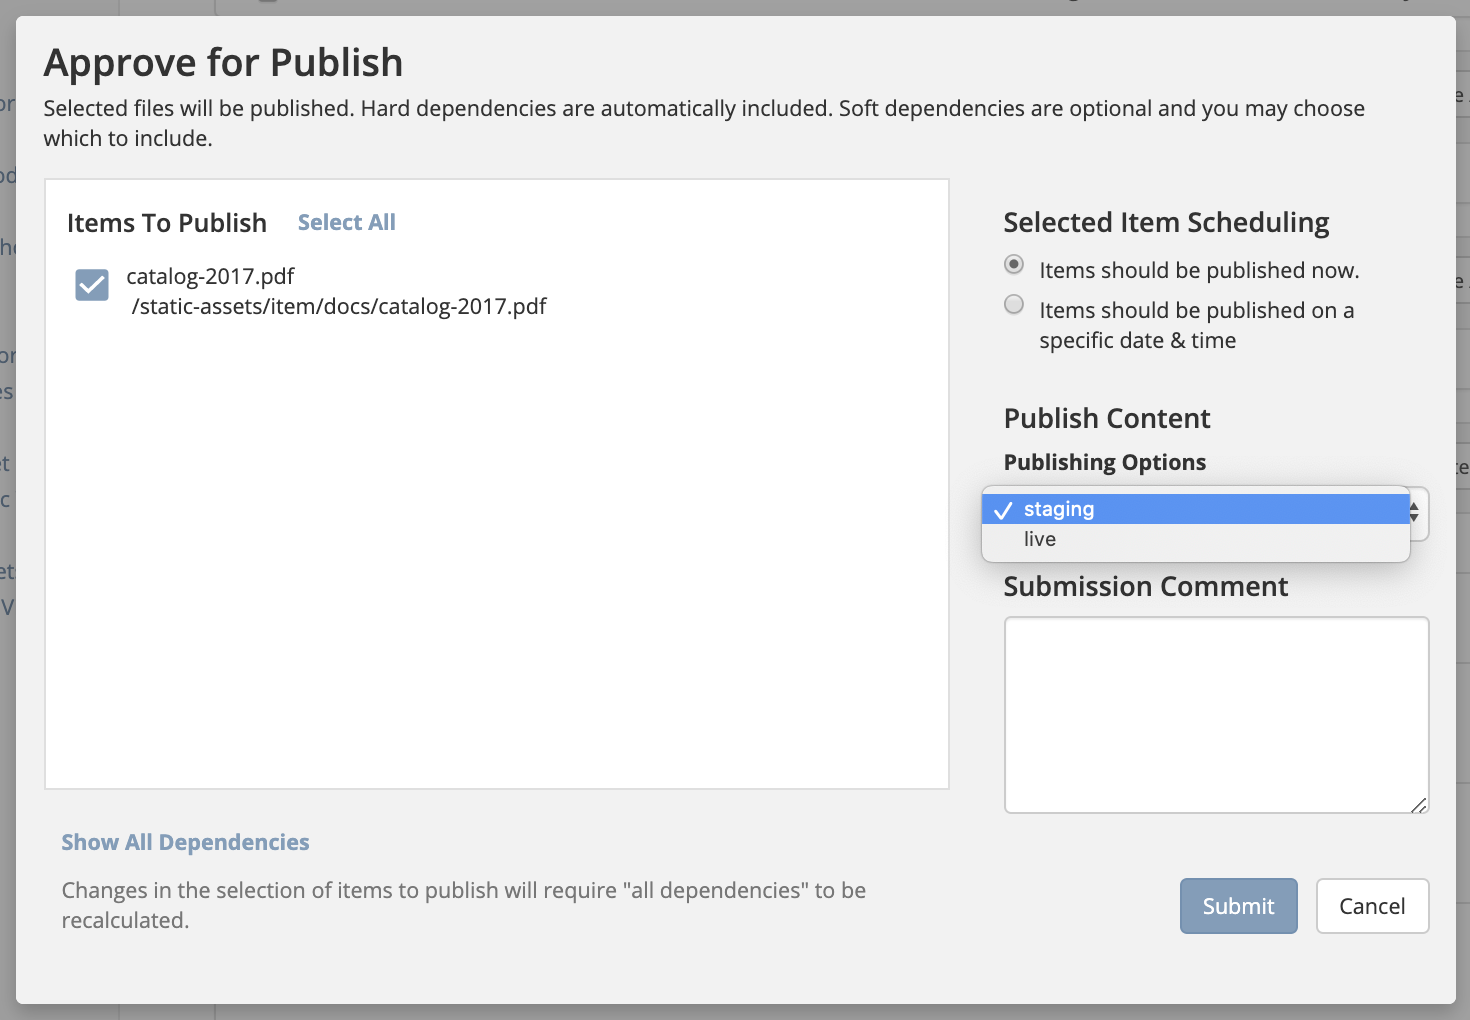 Approve for Publish
Selected files will be published. Hard dependencies are automatically included. Soft dependencies are optional and you may choose
which to include.
Items To Publish Select All
catalog-2017.pdf
/static-assets/item/docs/catalog-2017.pdf
Selected Item Scheduling
Items should be published now.
Items should be published on a
specific date & time
Publish Content
Publishing Options
staging
live
Submission Comment
Show All Dependencies
Changes in the selection of items to publish will require "all dependencies" to be
recalculated.
Submit Cancel